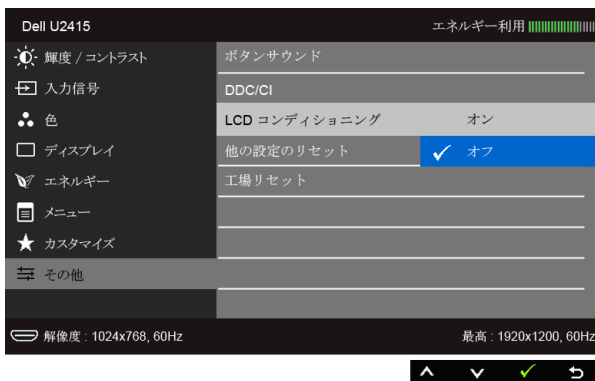 Dell U2415 エネルギー利用
輝度 / コントラスト ボタンサウンド
入力信号 DDC/CI
色 LCD コンディショニング オン
ディスプレイ 他の設定のリセット オフ
エネルギー 工場リセット
メニュー
カスタマイズ
その他
解像度 : 1024x768, 60Hz 最高 : 1920x1200, 60Hz